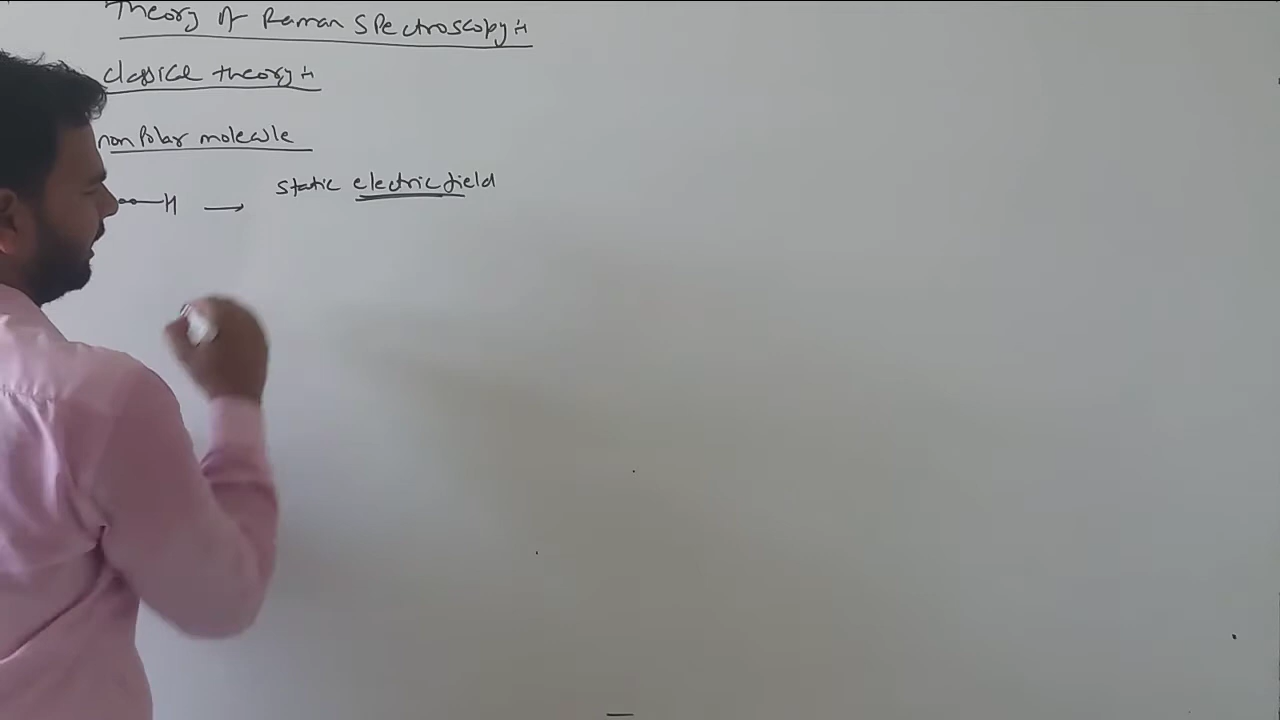 Theory of Raman Spectroscopy :-
Classical theory :-
non Polar molecule
Static electric field
H →